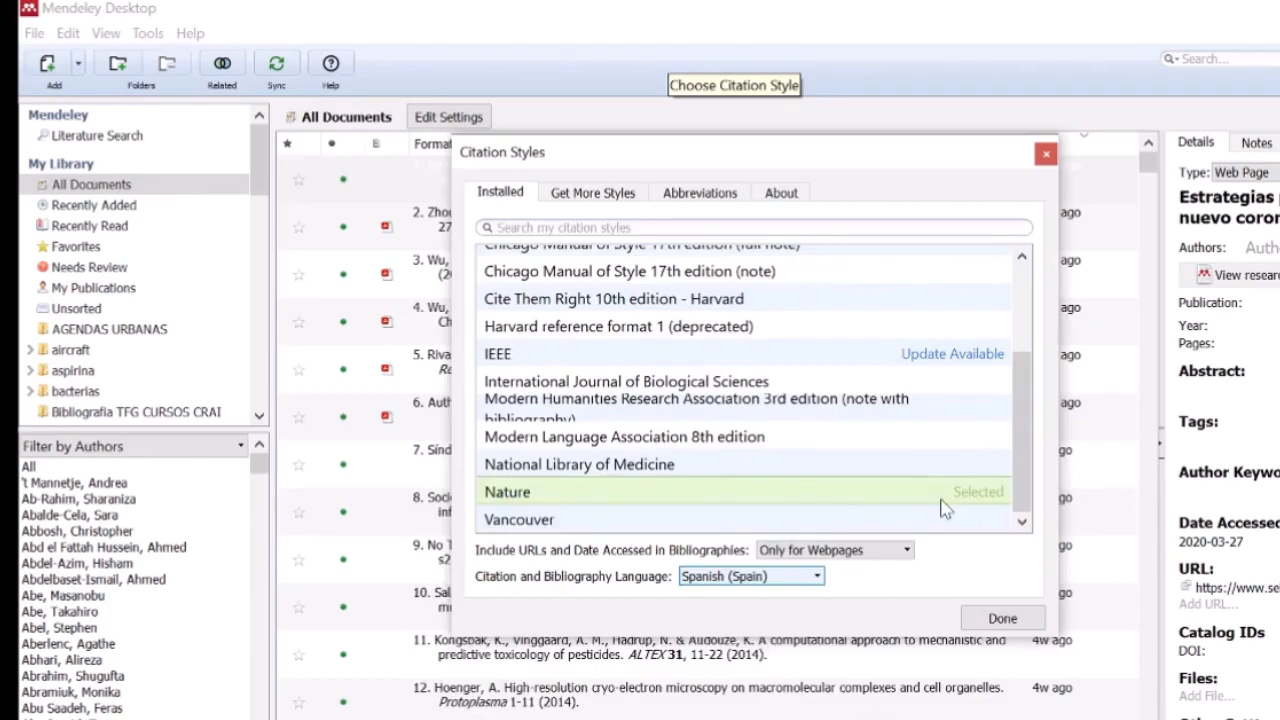 Mendeley Desktop
File Edit View Tools Help
Add Folders Related Sync Help
Search...
Choose Citation Style
Mendeley
Literature Search
My Library
All Documents
Recently Added
Recently Read
Favorites
Needs Review
My Publications
Unsorted
AGENDAS URBANAS
aircraft
aspirina
bacterias
Bibliografia TFG CURSOS CRAI
Filter by Authors
All
't Mannetje, Andrea
Ab-Rahim, Sharaniza
Abalde-Cela, Sara
Abbosh, Christopher
Abd el Fattah Hussein, Ahmed
Abdel-Azim, Hisham
Abdelbaset-Ismail, Ahmed
Abe, Masanobu
Abe, Takahiro
Abel, Stephen
Aberlenc, Agathe
Abhari, Alireza
Abrahim, Shugufta
Abramiuk, Monika
Abu Saadeh, Feras
All Documents Edit Settings
2. Zho
27
ago
3. Wu,
(2
ago
4. Wu,
Ch
ago
5. Riva
Re
ago
6. Auth
ago
7. Sínd
go
8. Soci
inf
go
9. No T
s2
go
10. Sal
mu
go
11. Kongsbak, K., Vinggaard, A. M., Hadrup, N. & Audouze, K. A computational approach to mechanistic and 4w ago
predictive toxicology of pesticides. ALTEX 31, 11-22 (2014).
12. Hoenger, A. High-resolution cryo-electron microscopy on macromolecular complexes and cell organelles. 4w ago
Protoplasma 1-11 (2014).
Citation Styles
Installed Get More Styles Abbreviations About
Search my citation styles
Chicago Manual of Style 17th edition (full note)
Chicago Manual of Style 17th edition (note)
Cite Them Right 10th edition - Harvard
Harvard reference format 1 (deprecated)
IEEE Update Available
International Journal of Biological Sciences
Modern Humanities Research Association 3rd edition (note with
bibliography)
Modern Language Association 8th edition
National Library of Medicine
Nature Selected
Vancouver
Include URLs and Date Accessed in Bibliographies: Only for Webpages
Citation and Bibliography Language: Spanish (Spain)
Done
Details Notes
Type: Web Page
Estrategias
nuevo coron
Authors: Autho
View resear
Publication:
Year:
Pages:
Abstract:
Tags:
Author Keywo
Date Accessed
2020-03-27
URL:
https://www.se
Add URL...
Catalog IDs
DOI:
Files:
Add File...